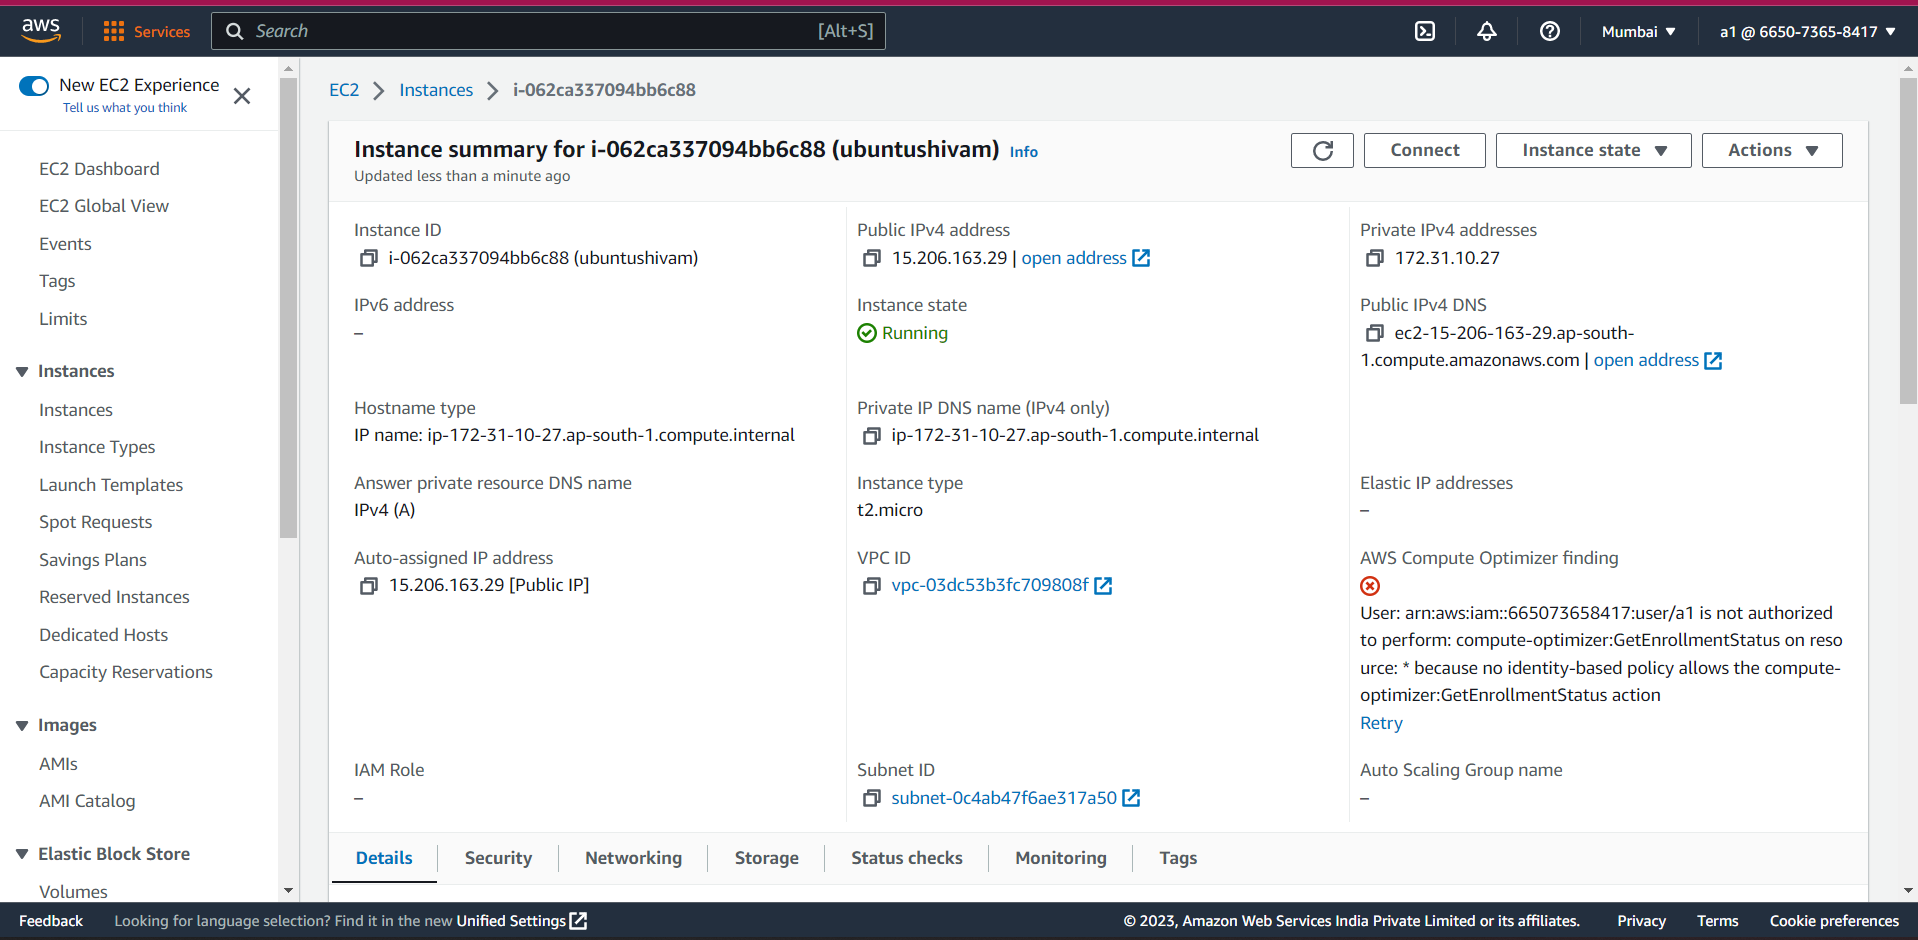 aws
Services
Search
[Alt+S]
Mumbai ▼
a1 @ 6650-7365-8417 ▼
New EC2 Experience
Tell us what you think
EC2 Dashboard
EC2 Global View
Events
Tags
Limits
Instances
Instances
Instance Types
Launch Templates
Spot Requests
Savings Plans
Reserved Instances
Dedicated Hosts
Capacity Reservations
Images
AMIs
AMI Catalog
Elastic Block Store
Volumes
EC2 > Instances > i-062ca337094bb6c88
Instance summary for i-062ca337094bb6c88 (ubuntushivam) Info
Updated less than a minute ago
Connect
Instance state ▼
Actions ▼
Instance ID
i-062ca337094bb6c88 (ubuntushivam)
Public IPv4 address
15.206.163.29 | open address
Private IPv4 addresses
172.31.10.27
IPv6 address
–
Instance state
Running
Public IPv4 DNS
ec2-15-206-163-29.ap-south-
1.compute.amazonaws.com | open address
Hostname type
IP name: ip-172-31-10-27.ap-south-1.compute.internal
Private IP DNS name (IPv4 only)
ip-172-31-10-27.ap-south-1.compute.internal
Answer private resource DNS name
IPv4 (A)
Instance type
t2.micro
Elastic IP addresses
–
Auto-assigned IP address
15.206.163.29 [Public IP]
VPC ID
vpc-03dc53b3fc709808f
AWS Compute Optimizer finding
User: arn:aws:iam::665073658417:user/a1 is not authorized
to perform: compute-optimizer:GetEnrollmentStatus on reso
urce: * because no identity-based policy allows the compute-
optimizer:GetEnrollmentStatus action
Retry
IAM Role
–
Subnet ID
subnet-0c4ab47f6ae317a50
Auto Scaling Group name
–
Details
Security
Networking
Storage
Status checks
Monitoring
Tags
Feedback
Looking for language selection? Find it in the new Unified Settings
© 2023, Amazon Web Services India Private Limited or its affiliates.
Privacy
Terms
Cookie preferences